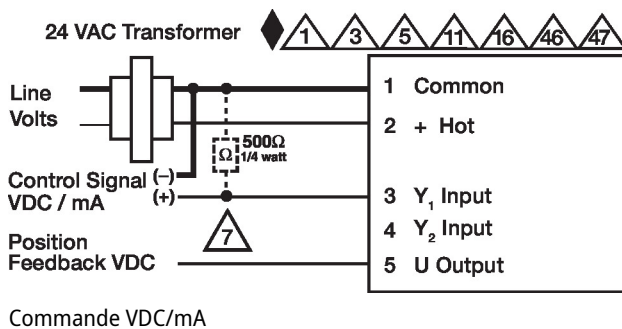 24 VAC Transformer
1 3 5 11 16 46 47
Line
Volts
1 Common
2 + Hot
Ω
500Ω
1/4 watt
Control Signal (–)
VDC / mA (+)
3 Y₁ Input
7
4 Y₂ Input
Position
Feedback VDC
5 U Output
Commande VDC/mA